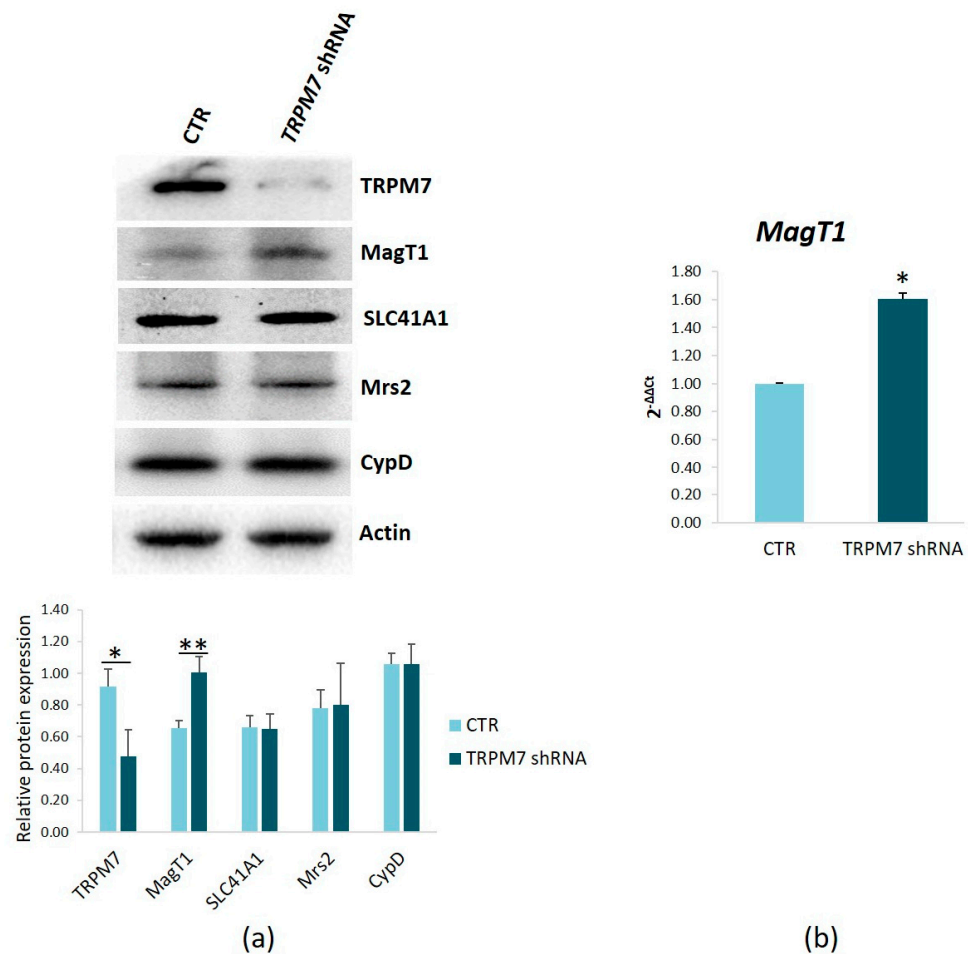 CTR
TRPM7 shRNA
TRPM7
MagT1
SLC41A1
Mrs2
CypD
Actin
Relative protein expression
1.40
1.20
1.00
0.80
0.60
0.40
0.20
0.00
*
**
TRPM7
MagT1
SLC41A1
Mrs2
CypD
CTR
TRPM7 shRNA
(a)
MagT1
2-ΔΔCt
1.80
1.60
1.40
1.20
1.00
0.80
0.60
0.40
0.20
0.00
*
CTR
TRPM7 shRNA
(b)